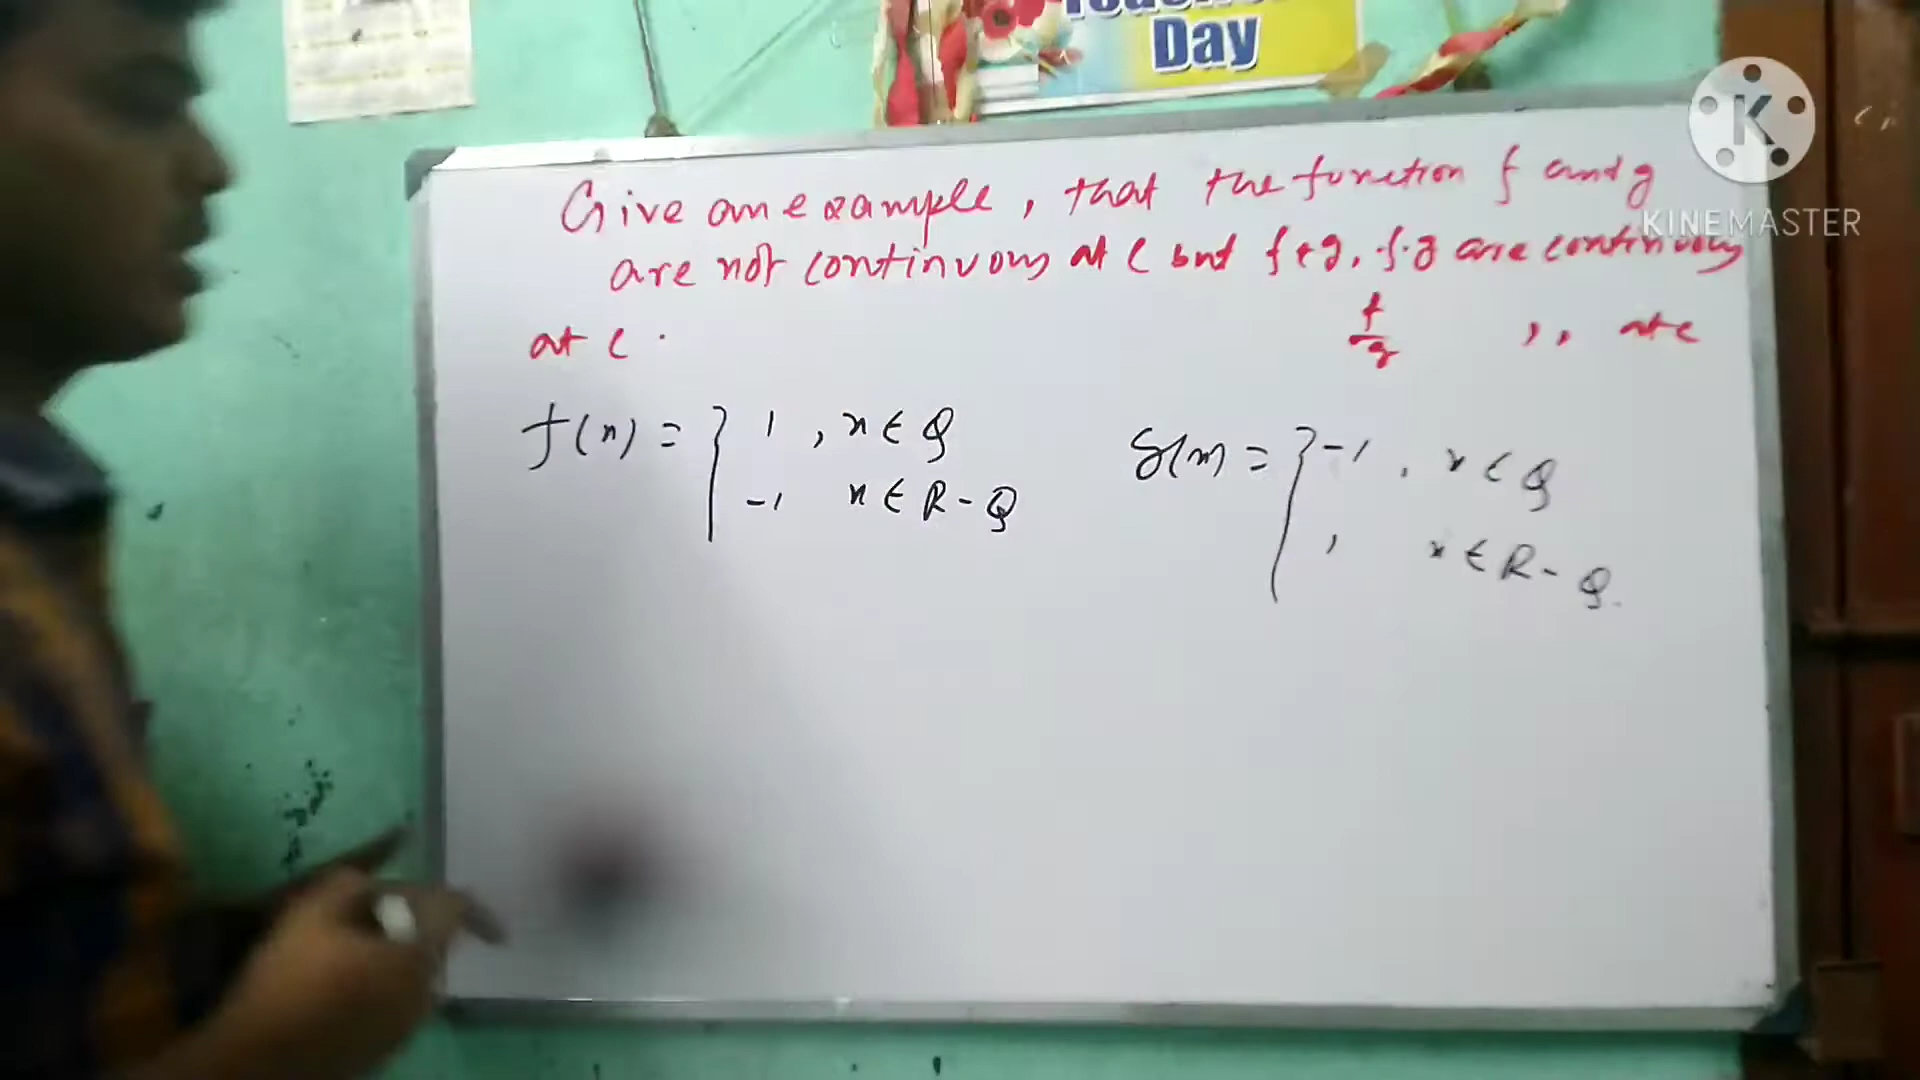 Day
KINEMASTER
Give an example, that the function f and g
are not continuous at c but f+g, f.g are continuous
at c.
f/g ,, at c
f(x) = { 1 , x ∈ Q
-1 x ∈ R - Q
g(x) = { -1 , x ∈ Q
1 x ∈ R - Q.